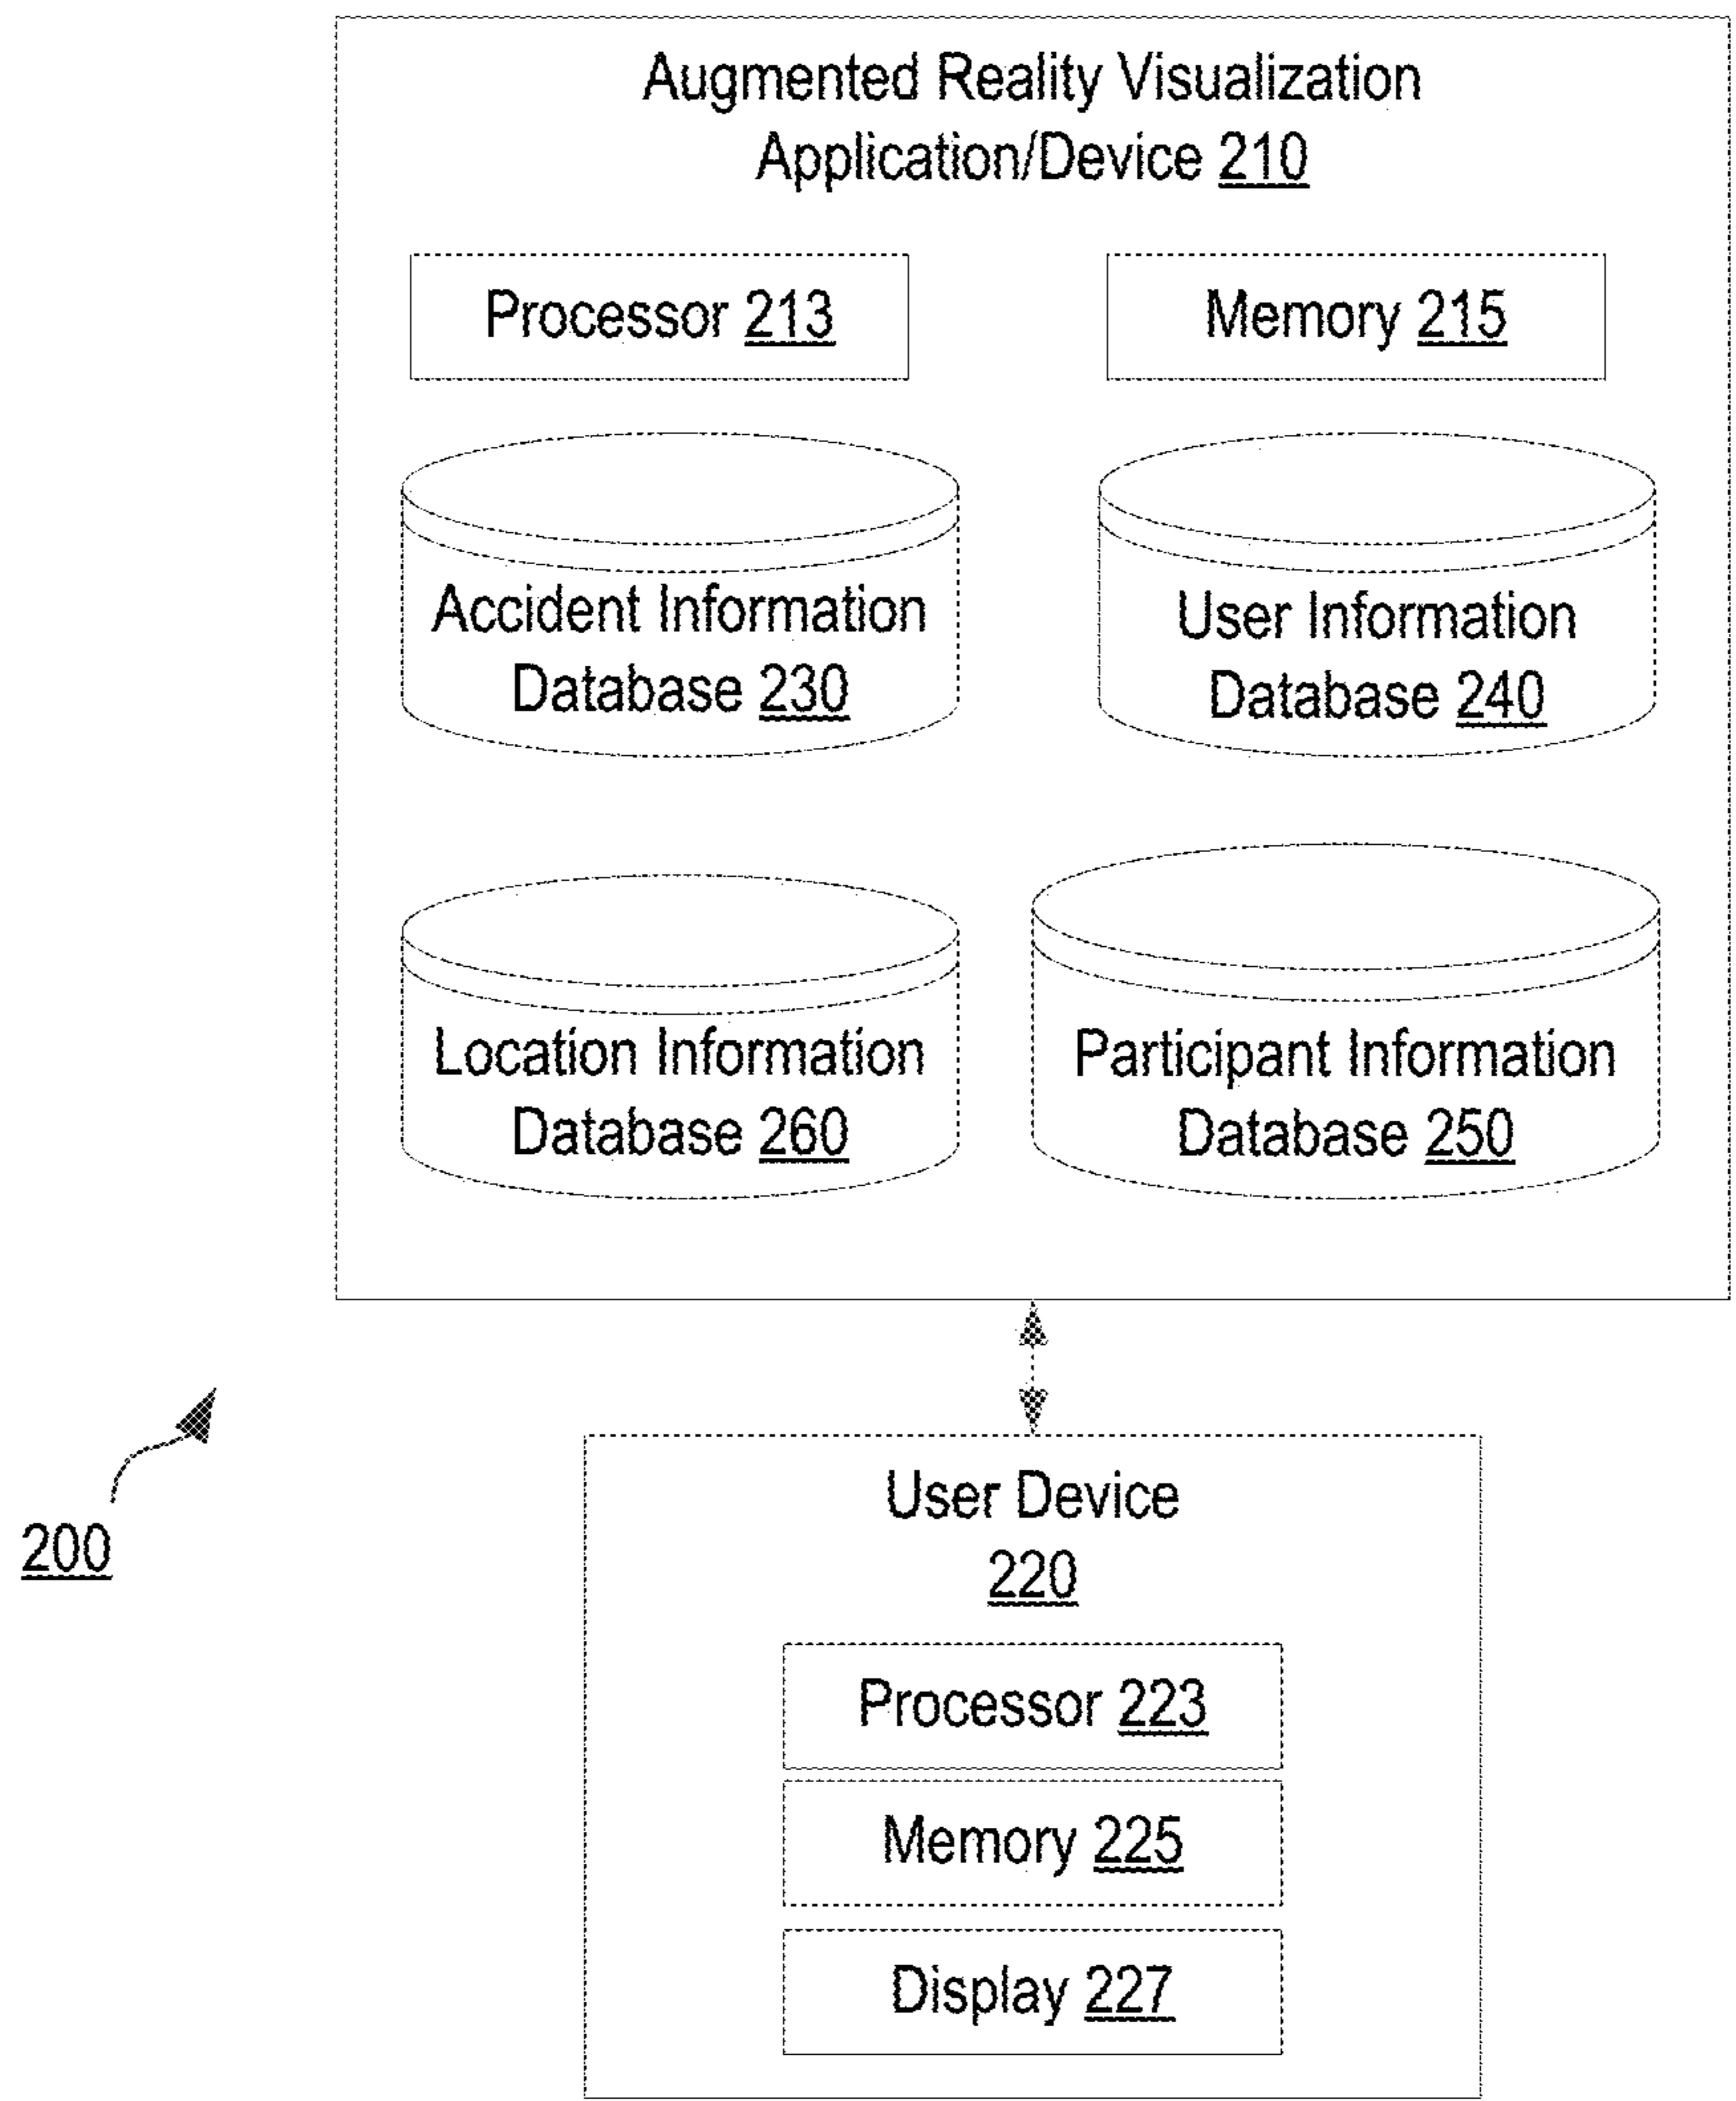 Augmented Reality Visualization
Application/Device 210
Processor 213
Memory 215
Accident Information
Database 230
User Information
Database 240
Location Information
Database 260
Participant Information
Database 250
200
User Device
220
Processor 223
Memory 225
Display 227